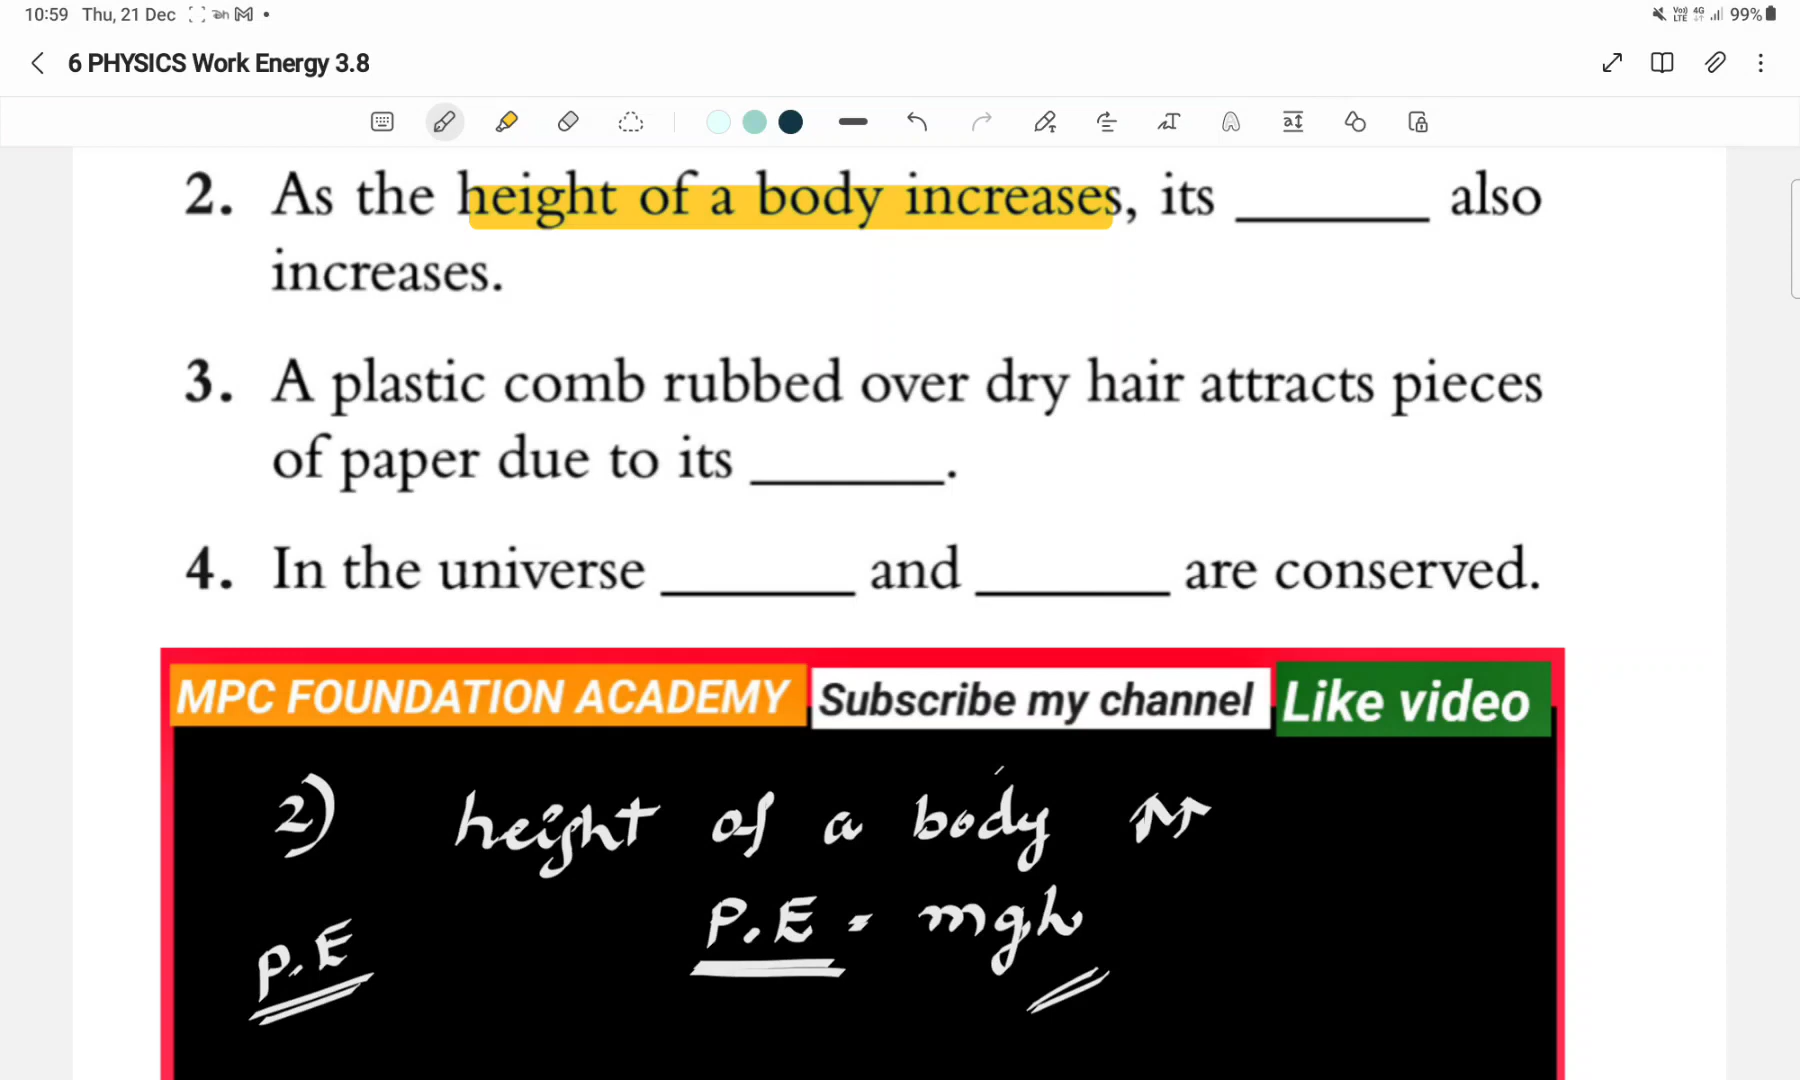 10:59 Thu, 21 Dec 99%
6 PHYSICS Work Energy 3.8
2. As the height of a body increases, its _______ also
increases.
3. A plastic comb rubbed over dry hair attracts pieces
of paper due to its _______.
4. In the universe _______ and _______ are conserved.
MPC FOUNDATION ACADEMY Subscribe my channel Like video
2) height of a body ↑↑
P.E = mgh
P.E